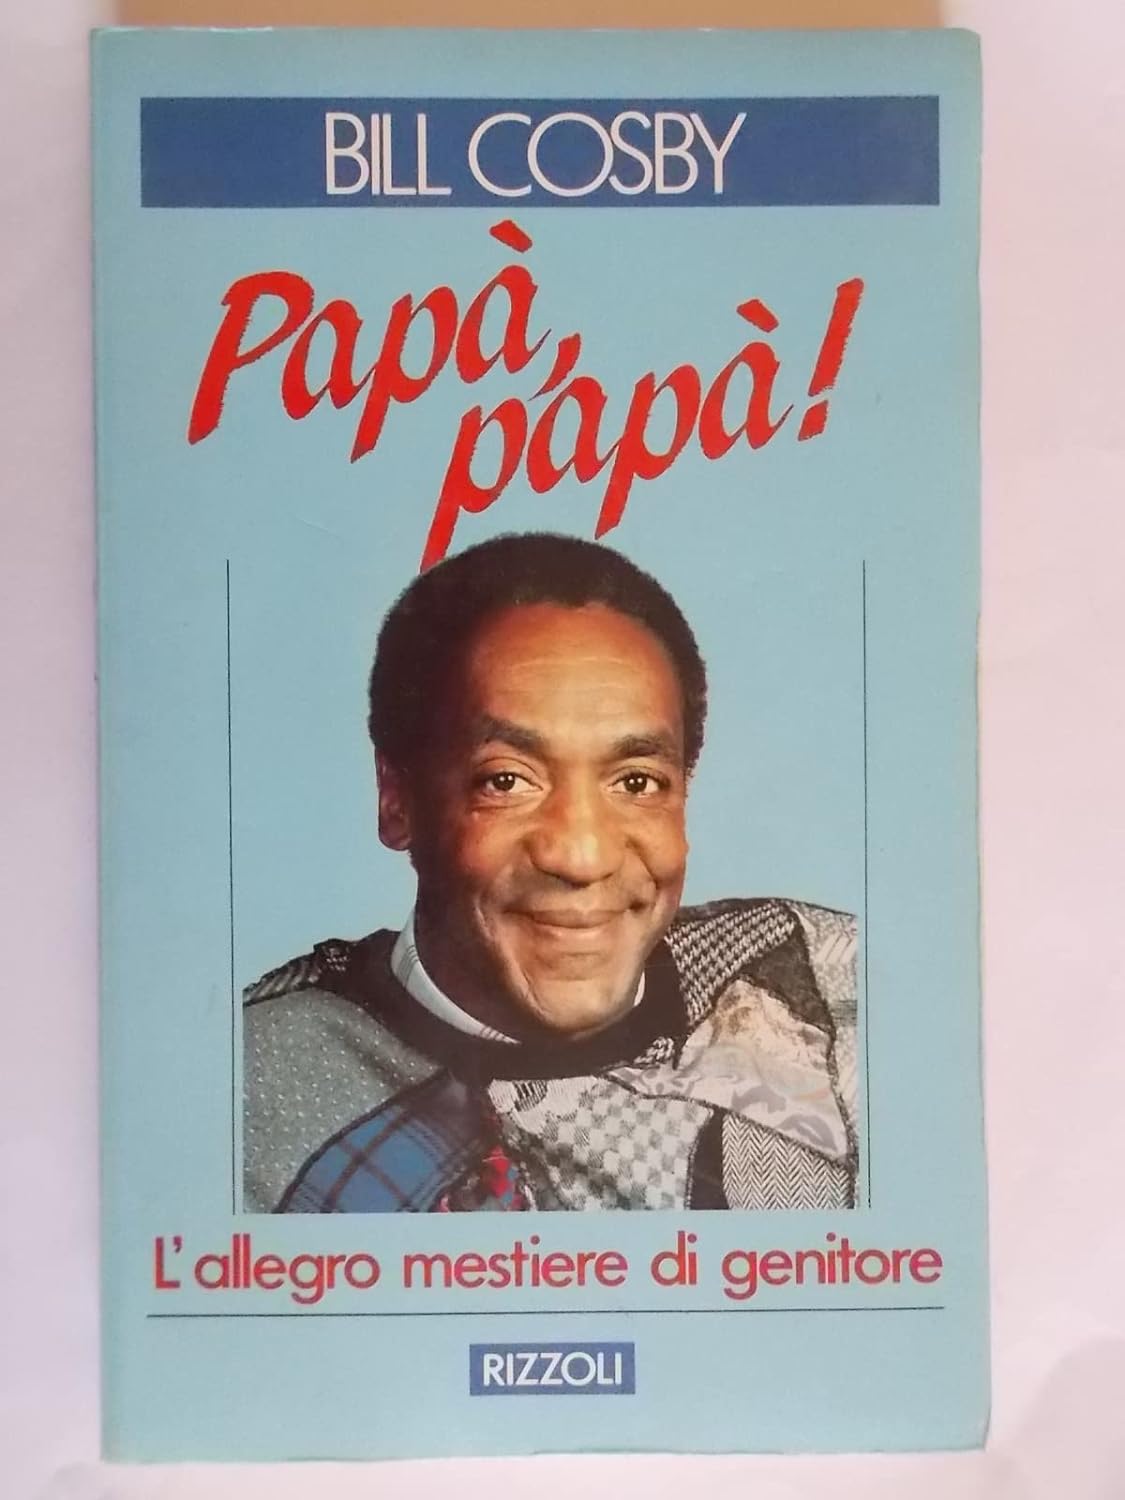 BILL COSBY
Papà,
papà!
L'allegro mestiere di genitore
RIZZOLI